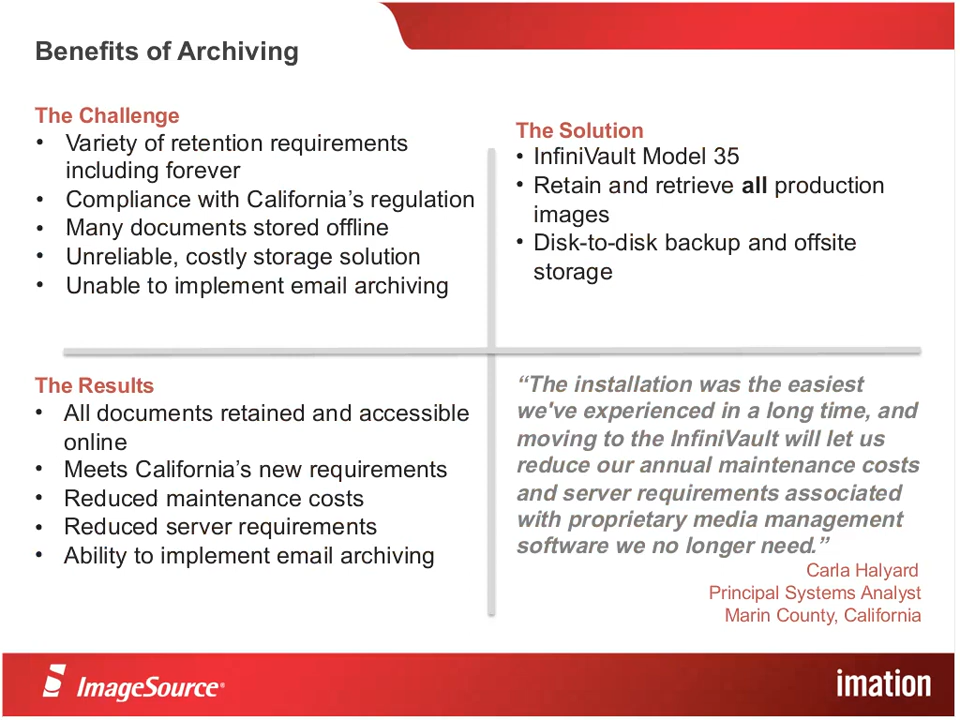 Benefits of Archiving
The Challenge
• Variety of retention requirements
including forever
• Compliance with California's regulation
• Many documents stored offline
• Unreliable, costly storage solution
• Unable to implement email archiving
The Solution
• InfiniVault Model 35
• Retain and retrieve all production
images
• Disk-to-disk backup and offsite
storage
The Results
• All documents retained and accessible
online
• Meets California's new requirements
• Reduced maintenance costs
• Reduced server requirements
• Ability to implement email archiving
“The installation was the easiest
we've experienced in a long time, and
moving to the InfiniVault will let us
reduce our annual maintenance costs
and server requirements associated
with proprietary media management
software we no longer need.”
Carla Halyard
Principal Systems Analyst
Marin County, California
ImageSource®
imation